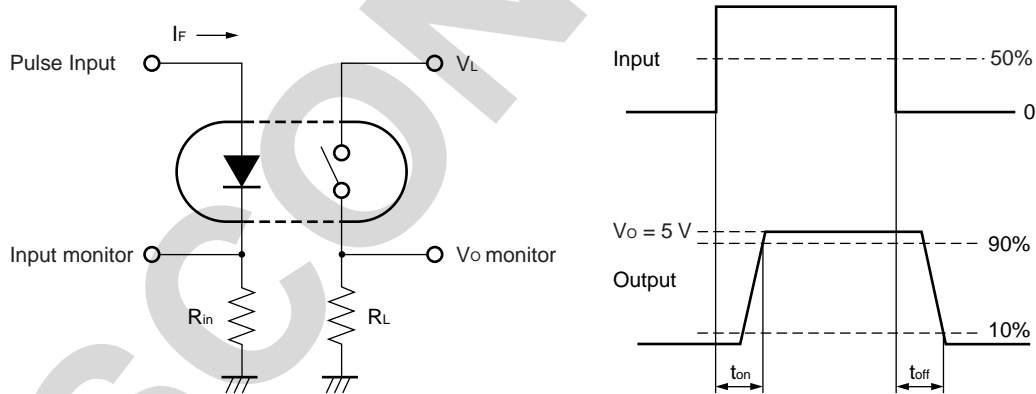 IF
Pulse Input
VL
Input monitor
VO monitor
Rin
RL
Input
50%
0
VO = 5 V
90%
Output
10%
ton
toff
SCON